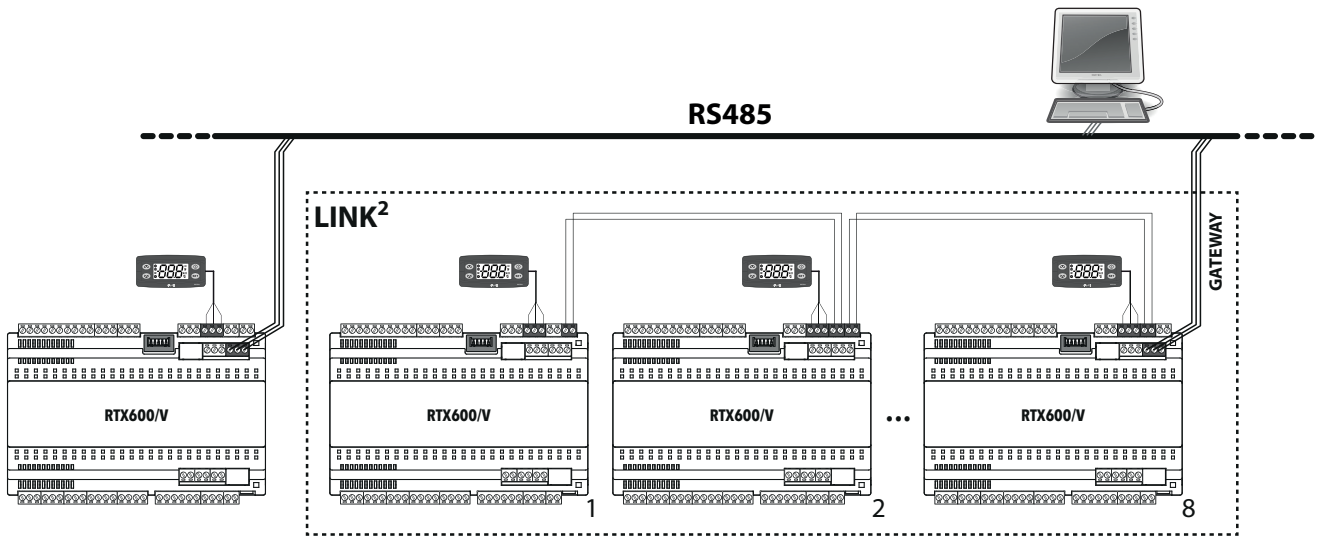 RS485
LINK²
GATEWAY
RTX600/V
RTX600/V
RTX600/V
...
RTX600/V
1
2
8